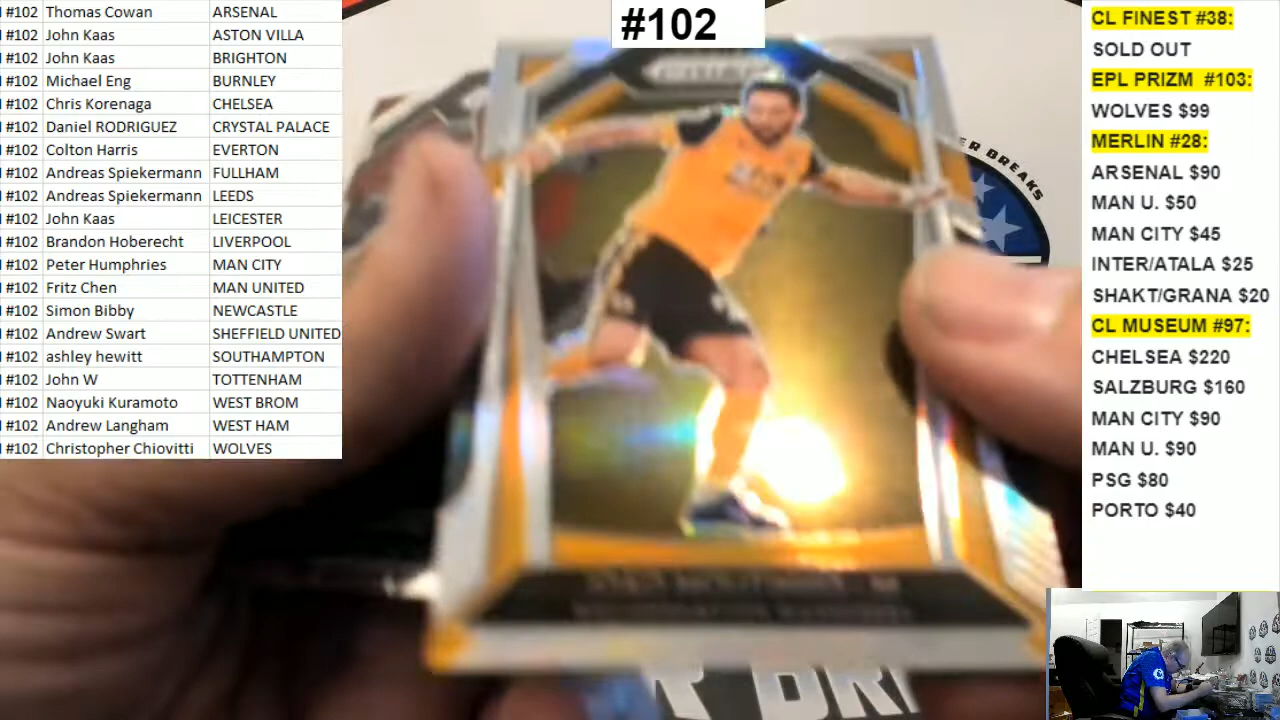 #102 Thomas Cowan ARSENAL
#102 John Kaas ASTON VILLA
#102 John Kaas BRIGHTON
#102 Michael Eng BURNLEY
#102 Chris Korenaga CHELSEA
#102 Daniel RODRIGUEZ CRYSTAL PALACE
#102 Colton Harris EVERTON
#102 Andreas Spiekermann FULLHAM
#102 Andreas Spiekermann LEEDS
#102 John Kaas LEICESTER
#102 Brandon Hoberecht LIVERPOOL
#102 Peter Humphries MAN CITY
#102 Fritz Chen MAN UNITED
#102 Simon Bibby NEWCASTLE
#102 Andrew Swart SHEFFIELD UNITED
#102 ashley hewitt SOUTHAMPTON
#102 John W TOTTENHAM
#102 Naoyuki Kuramoto WEST BROM
#102 Andrew Langham WEST HAM
#102 Christopher Chiovitti WOLVES
#102
BREAKS
CL FINEST #38:
SOLD OUT
EPL PRIZM #103:
WOLVES $99
MERLIN #28:
ARSENAL $90
MAN U. $50
MAN CITY $45
INTER/ATALA $25
SHAKT/GRANA $20
CL MUSEUM #97:
CHELSEA $220
SALZBURG $160
MAN CITY $90
MAN U. $90
PSG $80
PORTO $40